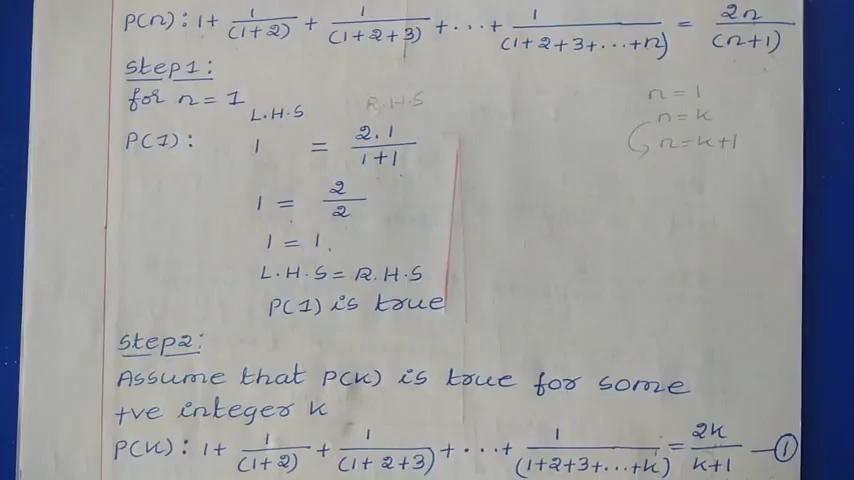 P(n): 1 + 1/(1+2) + 1/(1+2+3) + ... + 1/(1+2+3+...+n) = 2n/(n+1)
Step 1:
for n = 1
L.H.S R.H.S
P(1): 1 = 2.1/1+1
1 = 2/2
1 = 1.
L.H.S = R.H.S
P(1) is true
n = 1
n = k
n = k+1
Step 2:
Assume that P(k) is true for some
+ve integer k
P(k): 1 + 1/(1+2) + 1/(1+2+3) + ... + 1/(1+2+3+...+k) = 2k/k+1 — ①